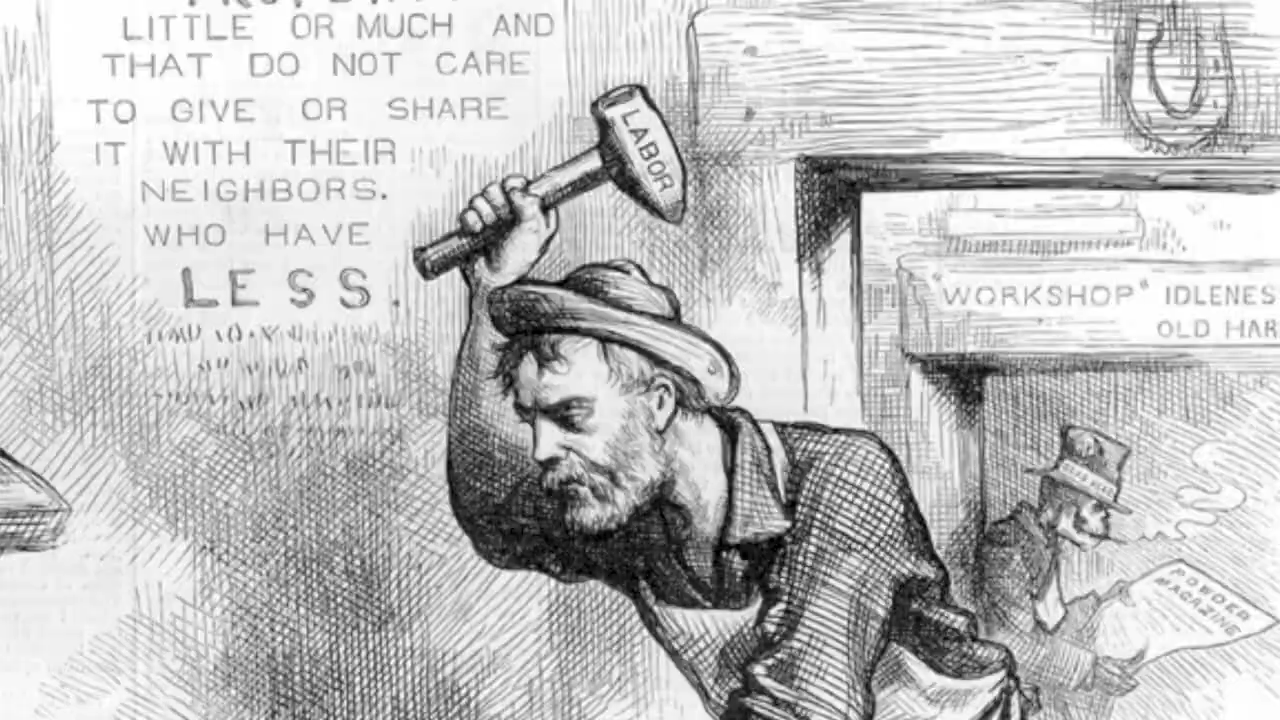 LITTLE OR MUCH AND
THAT DO NOT CARE
TO GIVE OR SHARE
IT WITH THEIR
NEIGHBORS.
WHO HAVE
LESS.
LABOR
"WORKSHOP" IDLENES
OLD HAR
POWDER
MAGAZINE